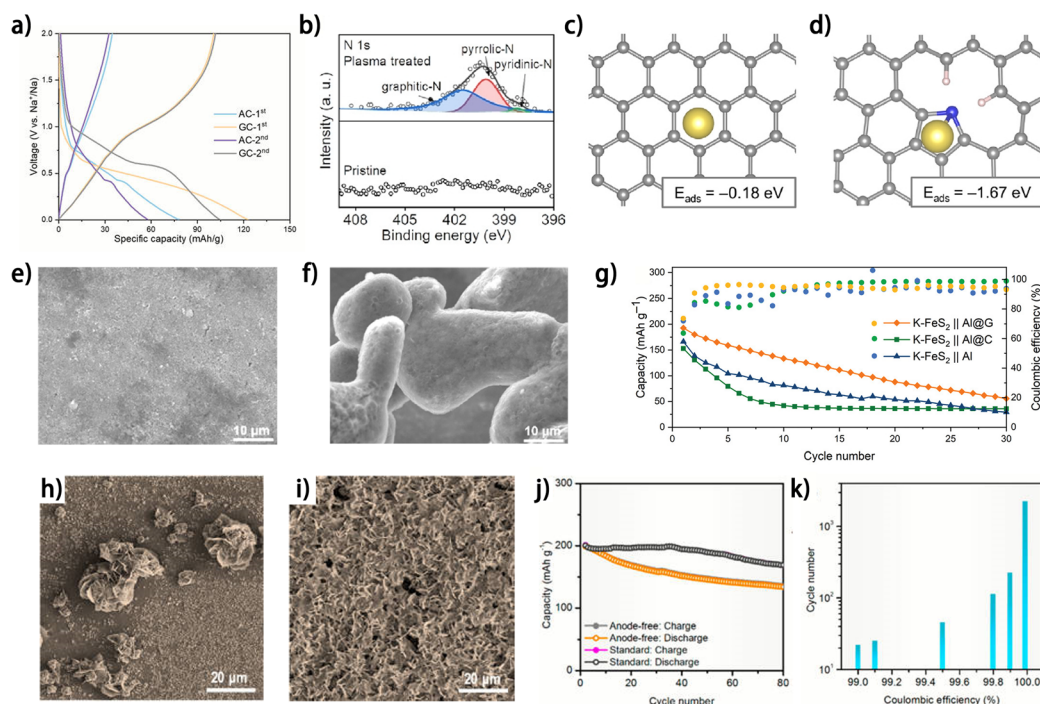 a)
2.0
1.5
1.0
0.5
0.0
Voltage (V vs. Na⁺/Na)
AC-1ˢᵗ
GC-1ˢᵗ
AC-2ⁿᵈ
GC-2ⁿᵈ
0 30 60 90 120 150
Specific capacity (mAh/g)
b)
N 1s
Plasma treated
pyrrolic-N
pyridinic-N
graphitic-N
Pristine
Intensity (a. u.)
408 405 402 399 396
Binding energy (eV)
c)
Eads = –0.18 eV
d)
Eads = –1.67 eV
e)
10 μm
f)
10 μm
g)
300
250
200
150
100
50
0
Capacity (mAh g⁻¹)
K-FeS₂ || Al@G
K-FeS₂ || Al@C
K-FeS₂ || Al
100
80
60
40
20
0
Coulombic efficiency (%)
0 5 10 15 20 25 30
Cycle number
h)
20 μm
i)
20 μm
j)
300
200
100
0
Capacity (mAh g⁻¹)
Anode-free: Charge
Anode-free: Discharge
Standard: Charge
Standard: Discharge
0 20 40 60 80
Cycle number
k)
10³
10²
10¹
Cycle number
99.0 99.2 99.4 99.6 99.8 100.0
Coulombic efficiency (%)